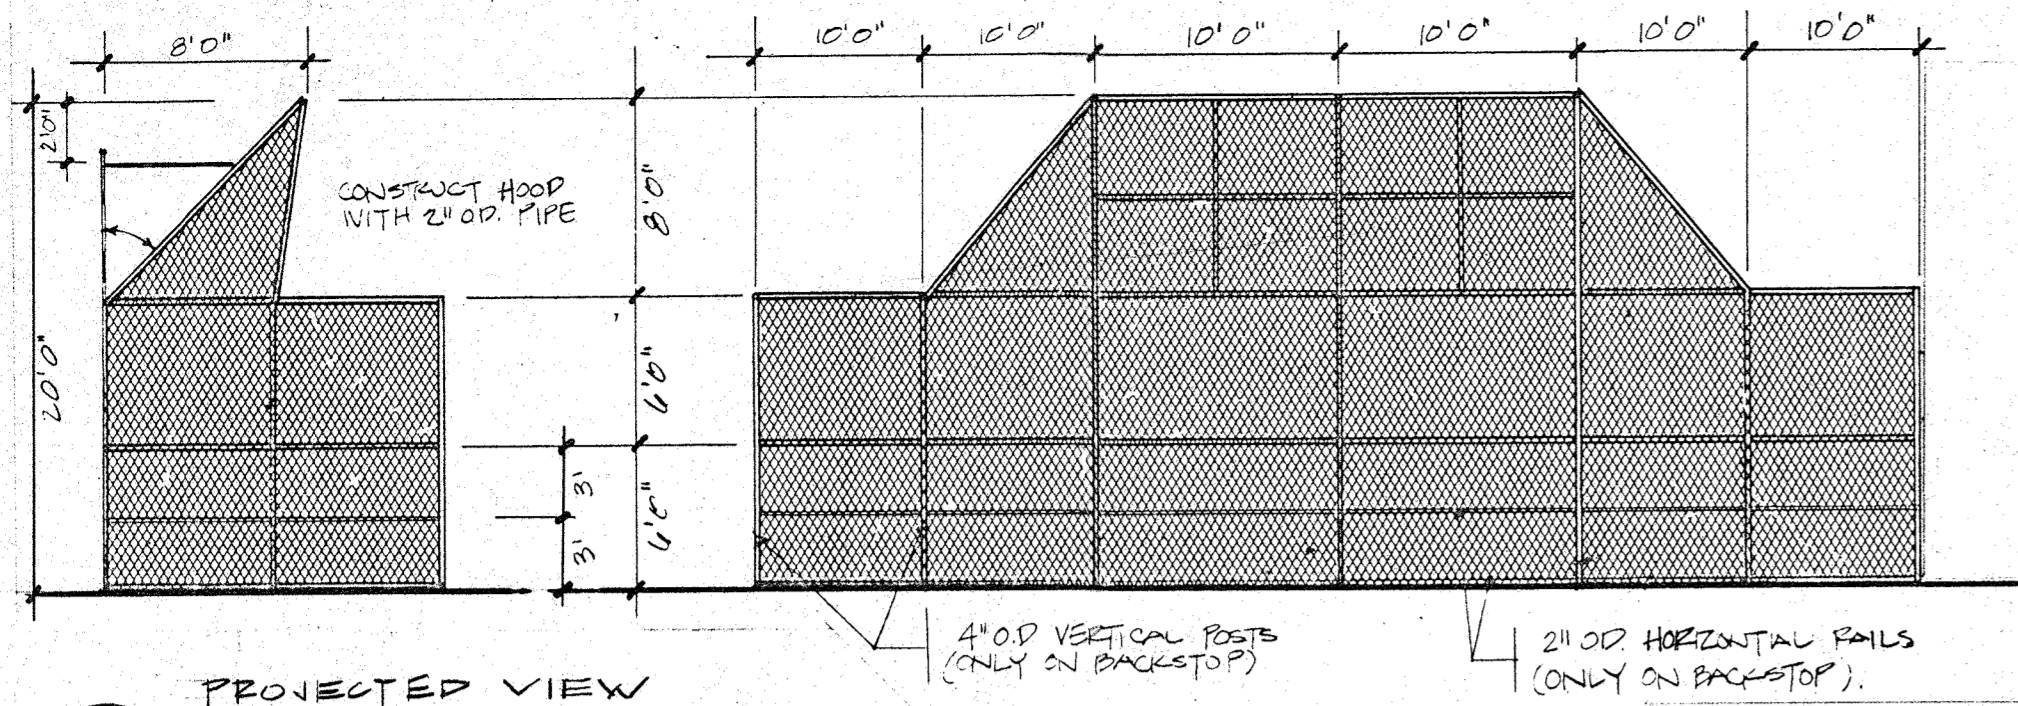 8'0"
10'0"
10'0"
10'0"
10'0"
10'0"
10'0"
2'0"
CONSTRUCT HOOD
WITH 2" O.D. PIPE
8'0"
20'0"
6'0"
3'
3'
6'0"
4" O.D VERTICAL POSTS
(ONLY ON BACKSTOP)
2" O.D. HORIZONTIAL RAILS
(ONLY ON BACKSTOP).
PROJECTED VIEW